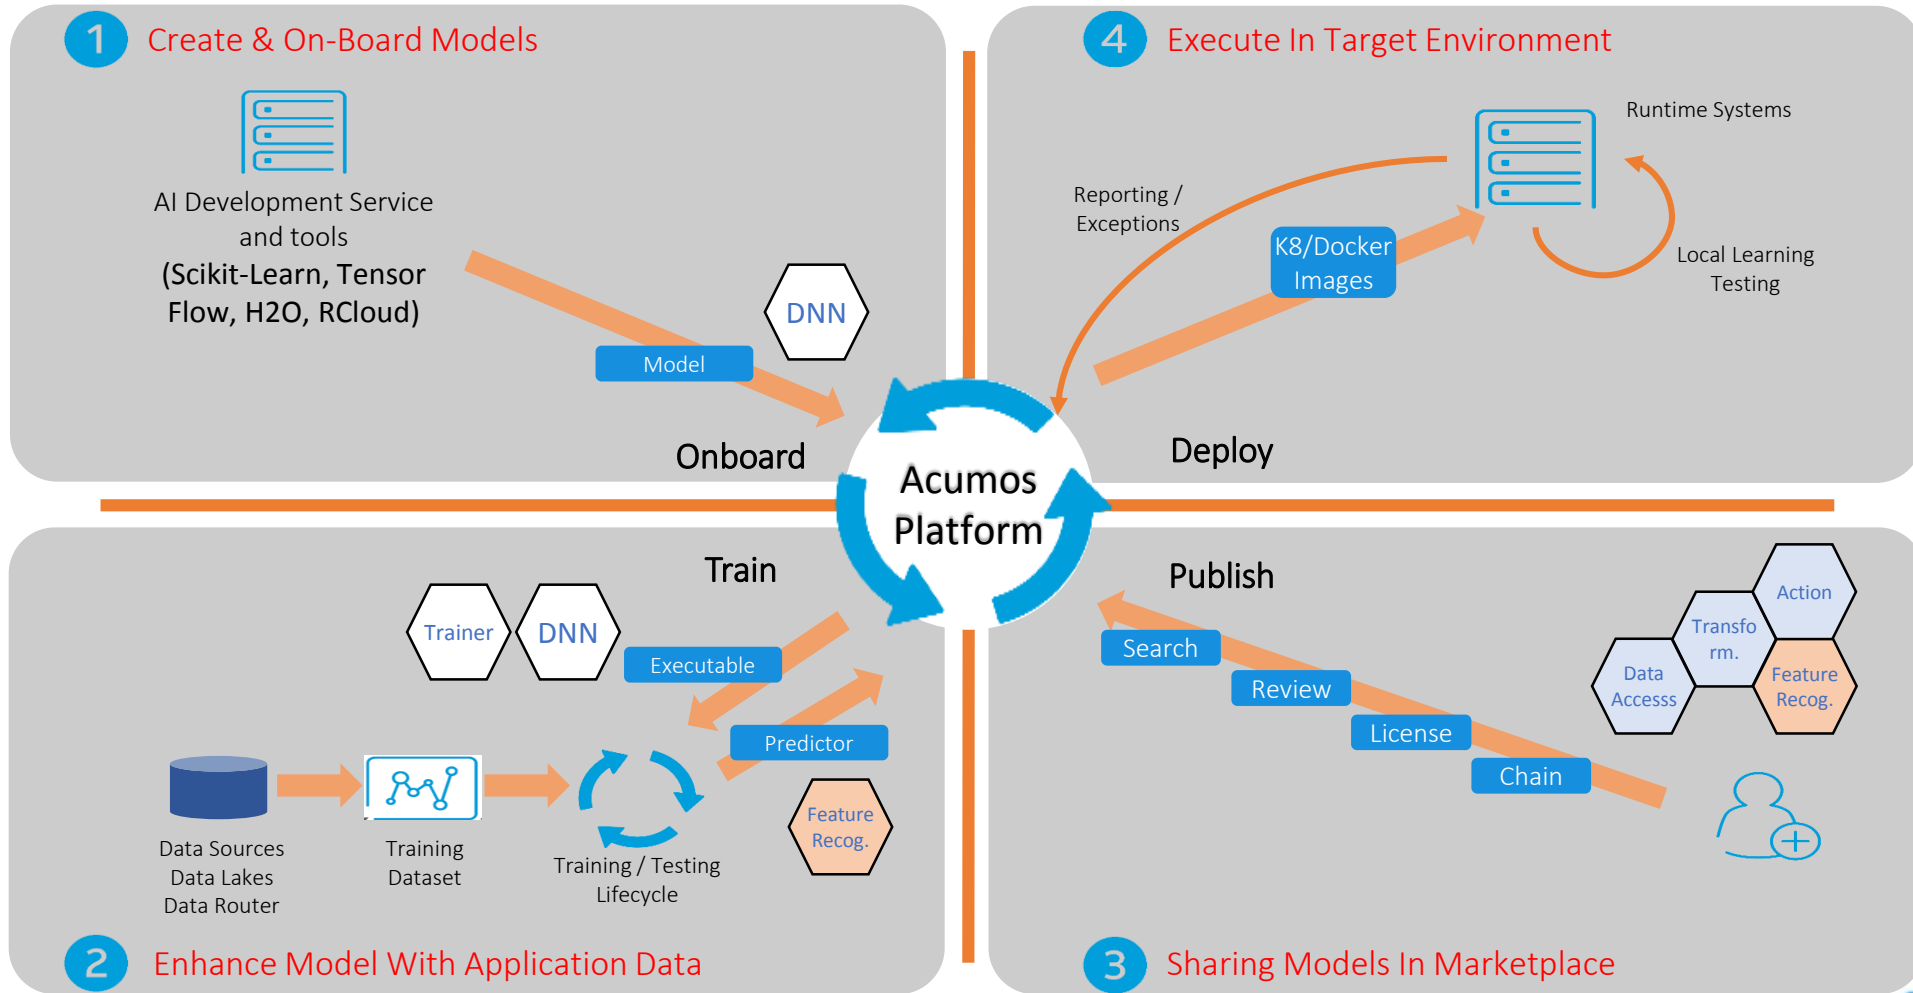 1 Create & On-Board Models
AI Development Service
and tools
(Scikit-Learn, Tensor
Flow, H2O, RCloud)
DNN
Model
Onboard
4 Execute In Target Environment
Runtime Systems
Reporting /
Exceptions
K8/Docker
Images
Local Learning
Testing
Deploy
Acumos
Platform
Train
Trainer
DNN
Executable
Predictor
Feature
Recog.
Data Sources
Data Lakes
Data Router
Training
Dataset
Training / Testing
Lifecycle
2 Enhance Model With Application Data
Publish
Search
Review
License
Chain
Action
Transfo
rm.
Data
Accesss
Feature
Recog.
3 Sharing Models In Marketplace